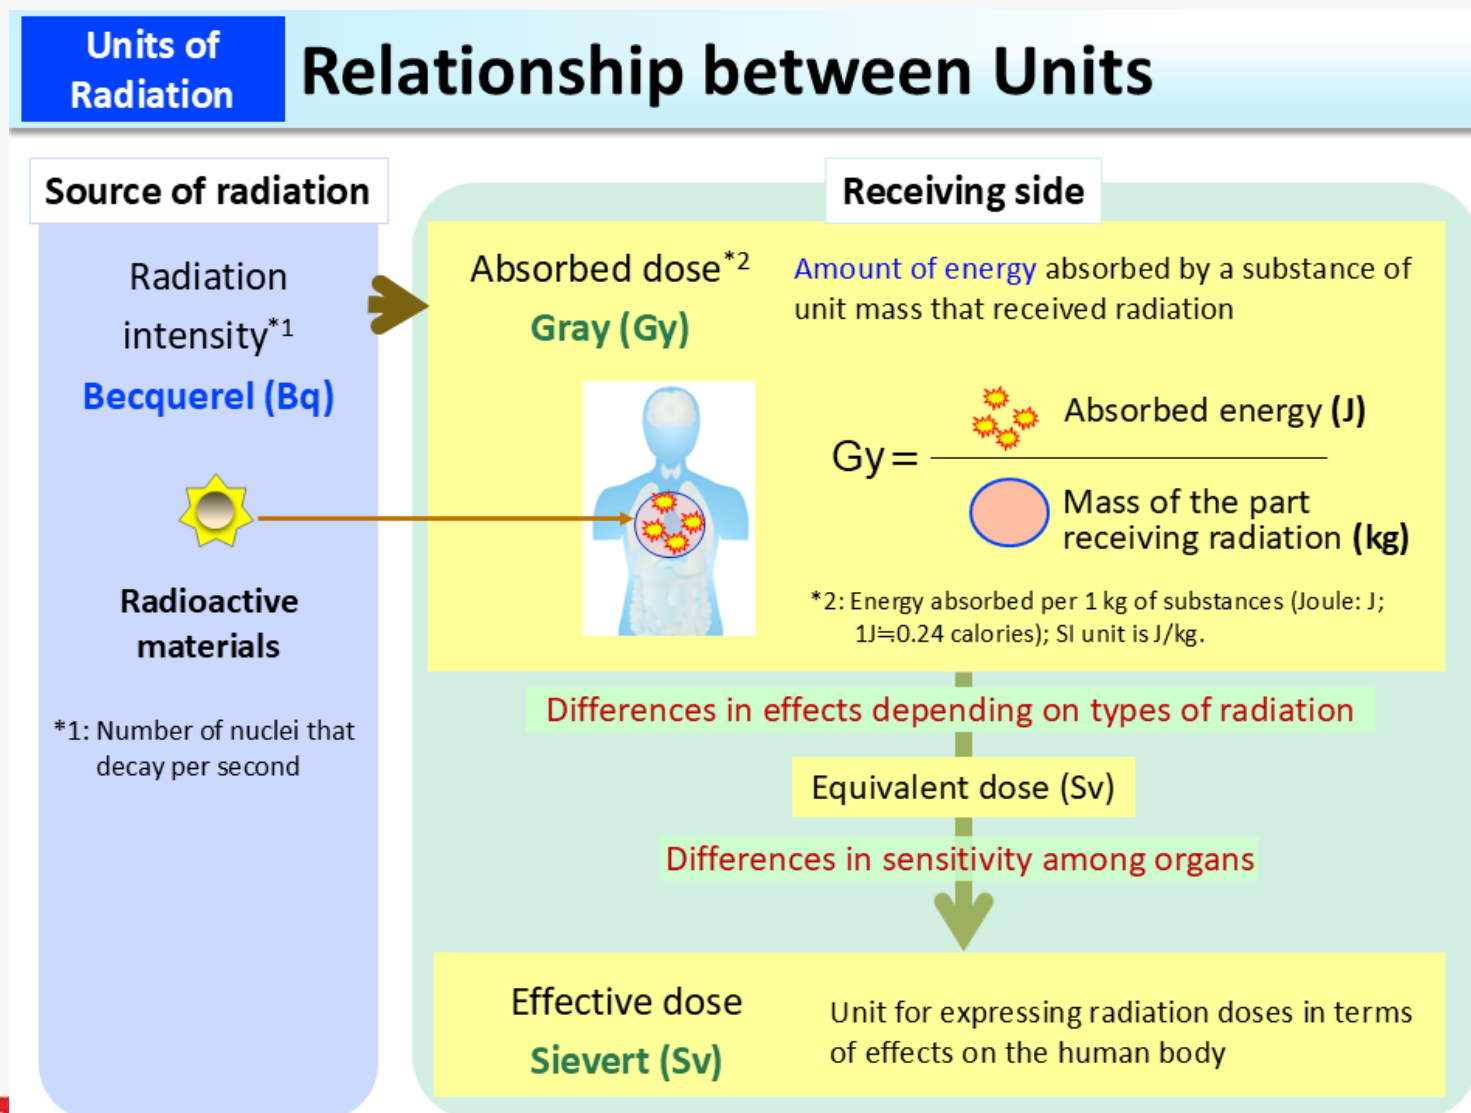 Units of
Radiation
Relationship between Units
Source of radiation
Radiation
intensity*1
Becquerel (Bq)
Radioactive
materials
*1: Number of nuclei that
decay per second
Receiving side
Absorbed dose*2
Gray (Gy)
Amount of energy absorbed by a substance of
unit mass that received radiation
Gy=
Absorbed energy (J)
Mass of the part
receiving radiation (kg)
*2: Energy absorbed per 1 kg of substances (Joule: J;
1J≒0.24 calories); SI unit is J/kg.
Differences in effects depending on types of radiation
Equivalent dose (Sv)
Differences in sensitivity among organs
Effective dose
Sievert (Sv)
Unit for expressing radiation doses in terms
of effects on the human body